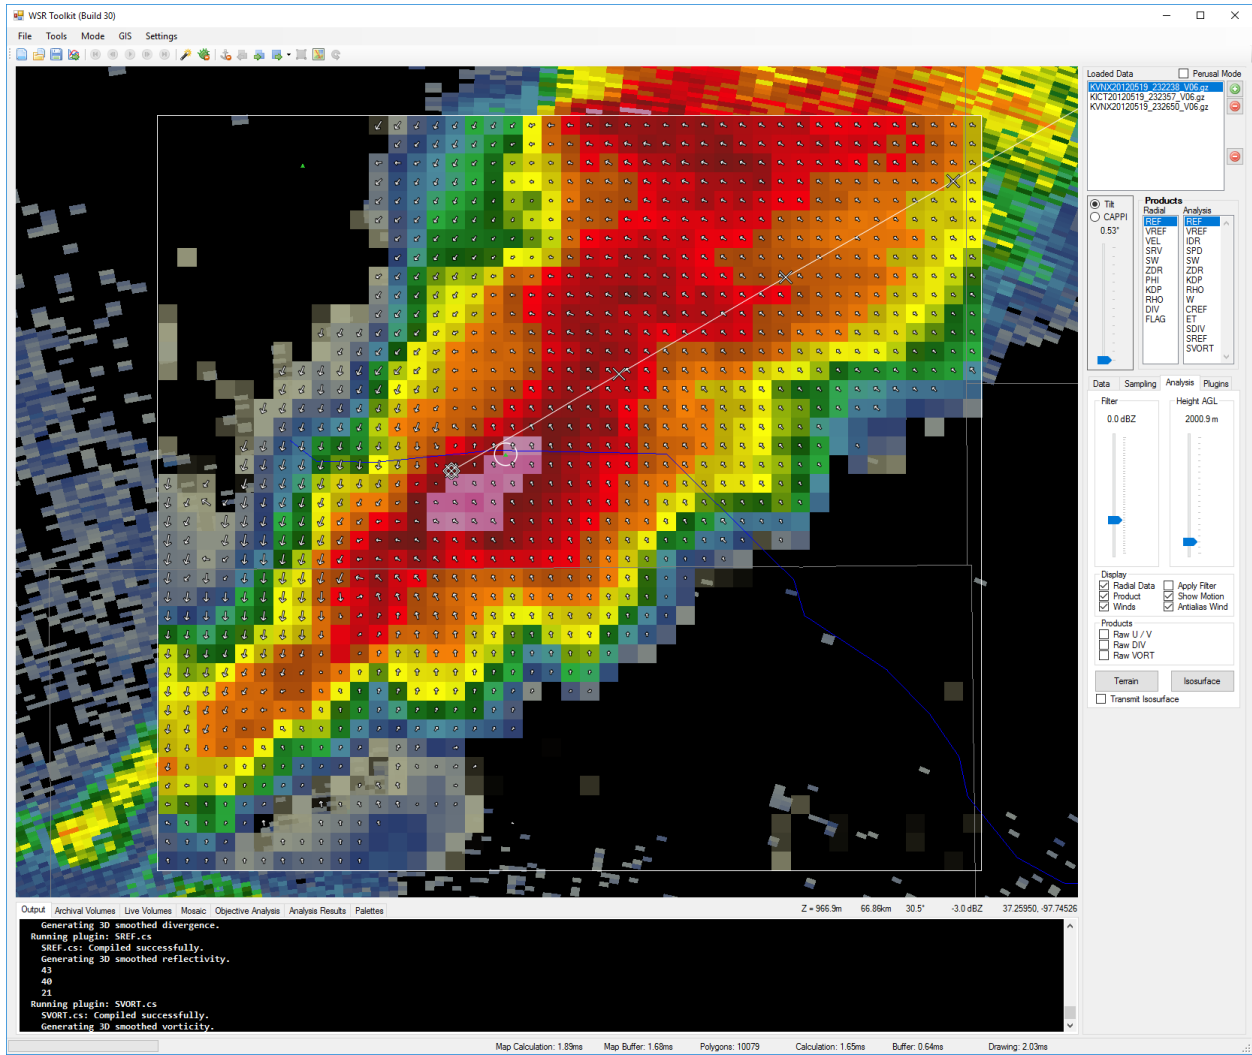 WSR Toolkit (Build 30)
File Tools Mode GIS Settings
Loaded Data Perusal Mode
KVNX20120519_232238_V06.gz
KICT20120519_232357_V06.gz
KVNX20120519_232650_V06.gz
Tilt
CAPPI
0.53°
Products
Radial Analysis
REF REF
VREF VREF
VEL IDR
SRV SPD
SW SW
ZDR ZDR
PHI KDP
KDP RHO
RHO W
DIV CREF
FLAG ET
SDIV
SREF
SVORT
Data Sampling Analysis Plugins
Filter Height AGL
0.0 dBZ 2000.9 m
Display
Radial Data Apply Filter
Product Show Motion
Winds Antialias Wind
Products
Raw U / V
Raw DIV
Raw VORT
Terrain Isosurface
Transmit Isosurface
Output Archival Volumes Live Volumes Mosaic Objective Analysis Analysis Results Palettes
Z = 966.9m 66.86km 30.5° -3.0 dBZ 37.25950, -97.74526
Generating 3D smoothed divergence.
Running plugin: SREF.cs
SREF.cs: Compiled successfully.
Generating 3D smoothed reflectivity.
43
40
21
Running plugin: SVORT.cs
SVORT.cs: Compiled successfully.
Generating 3D smoothed vorticity.
Map Calculation: 1.89ms Map Buffer: 1.68ms Polygons: 10079 Calculation: 1.65ms Buffer: 0.64ms Drawing: 2.03ms